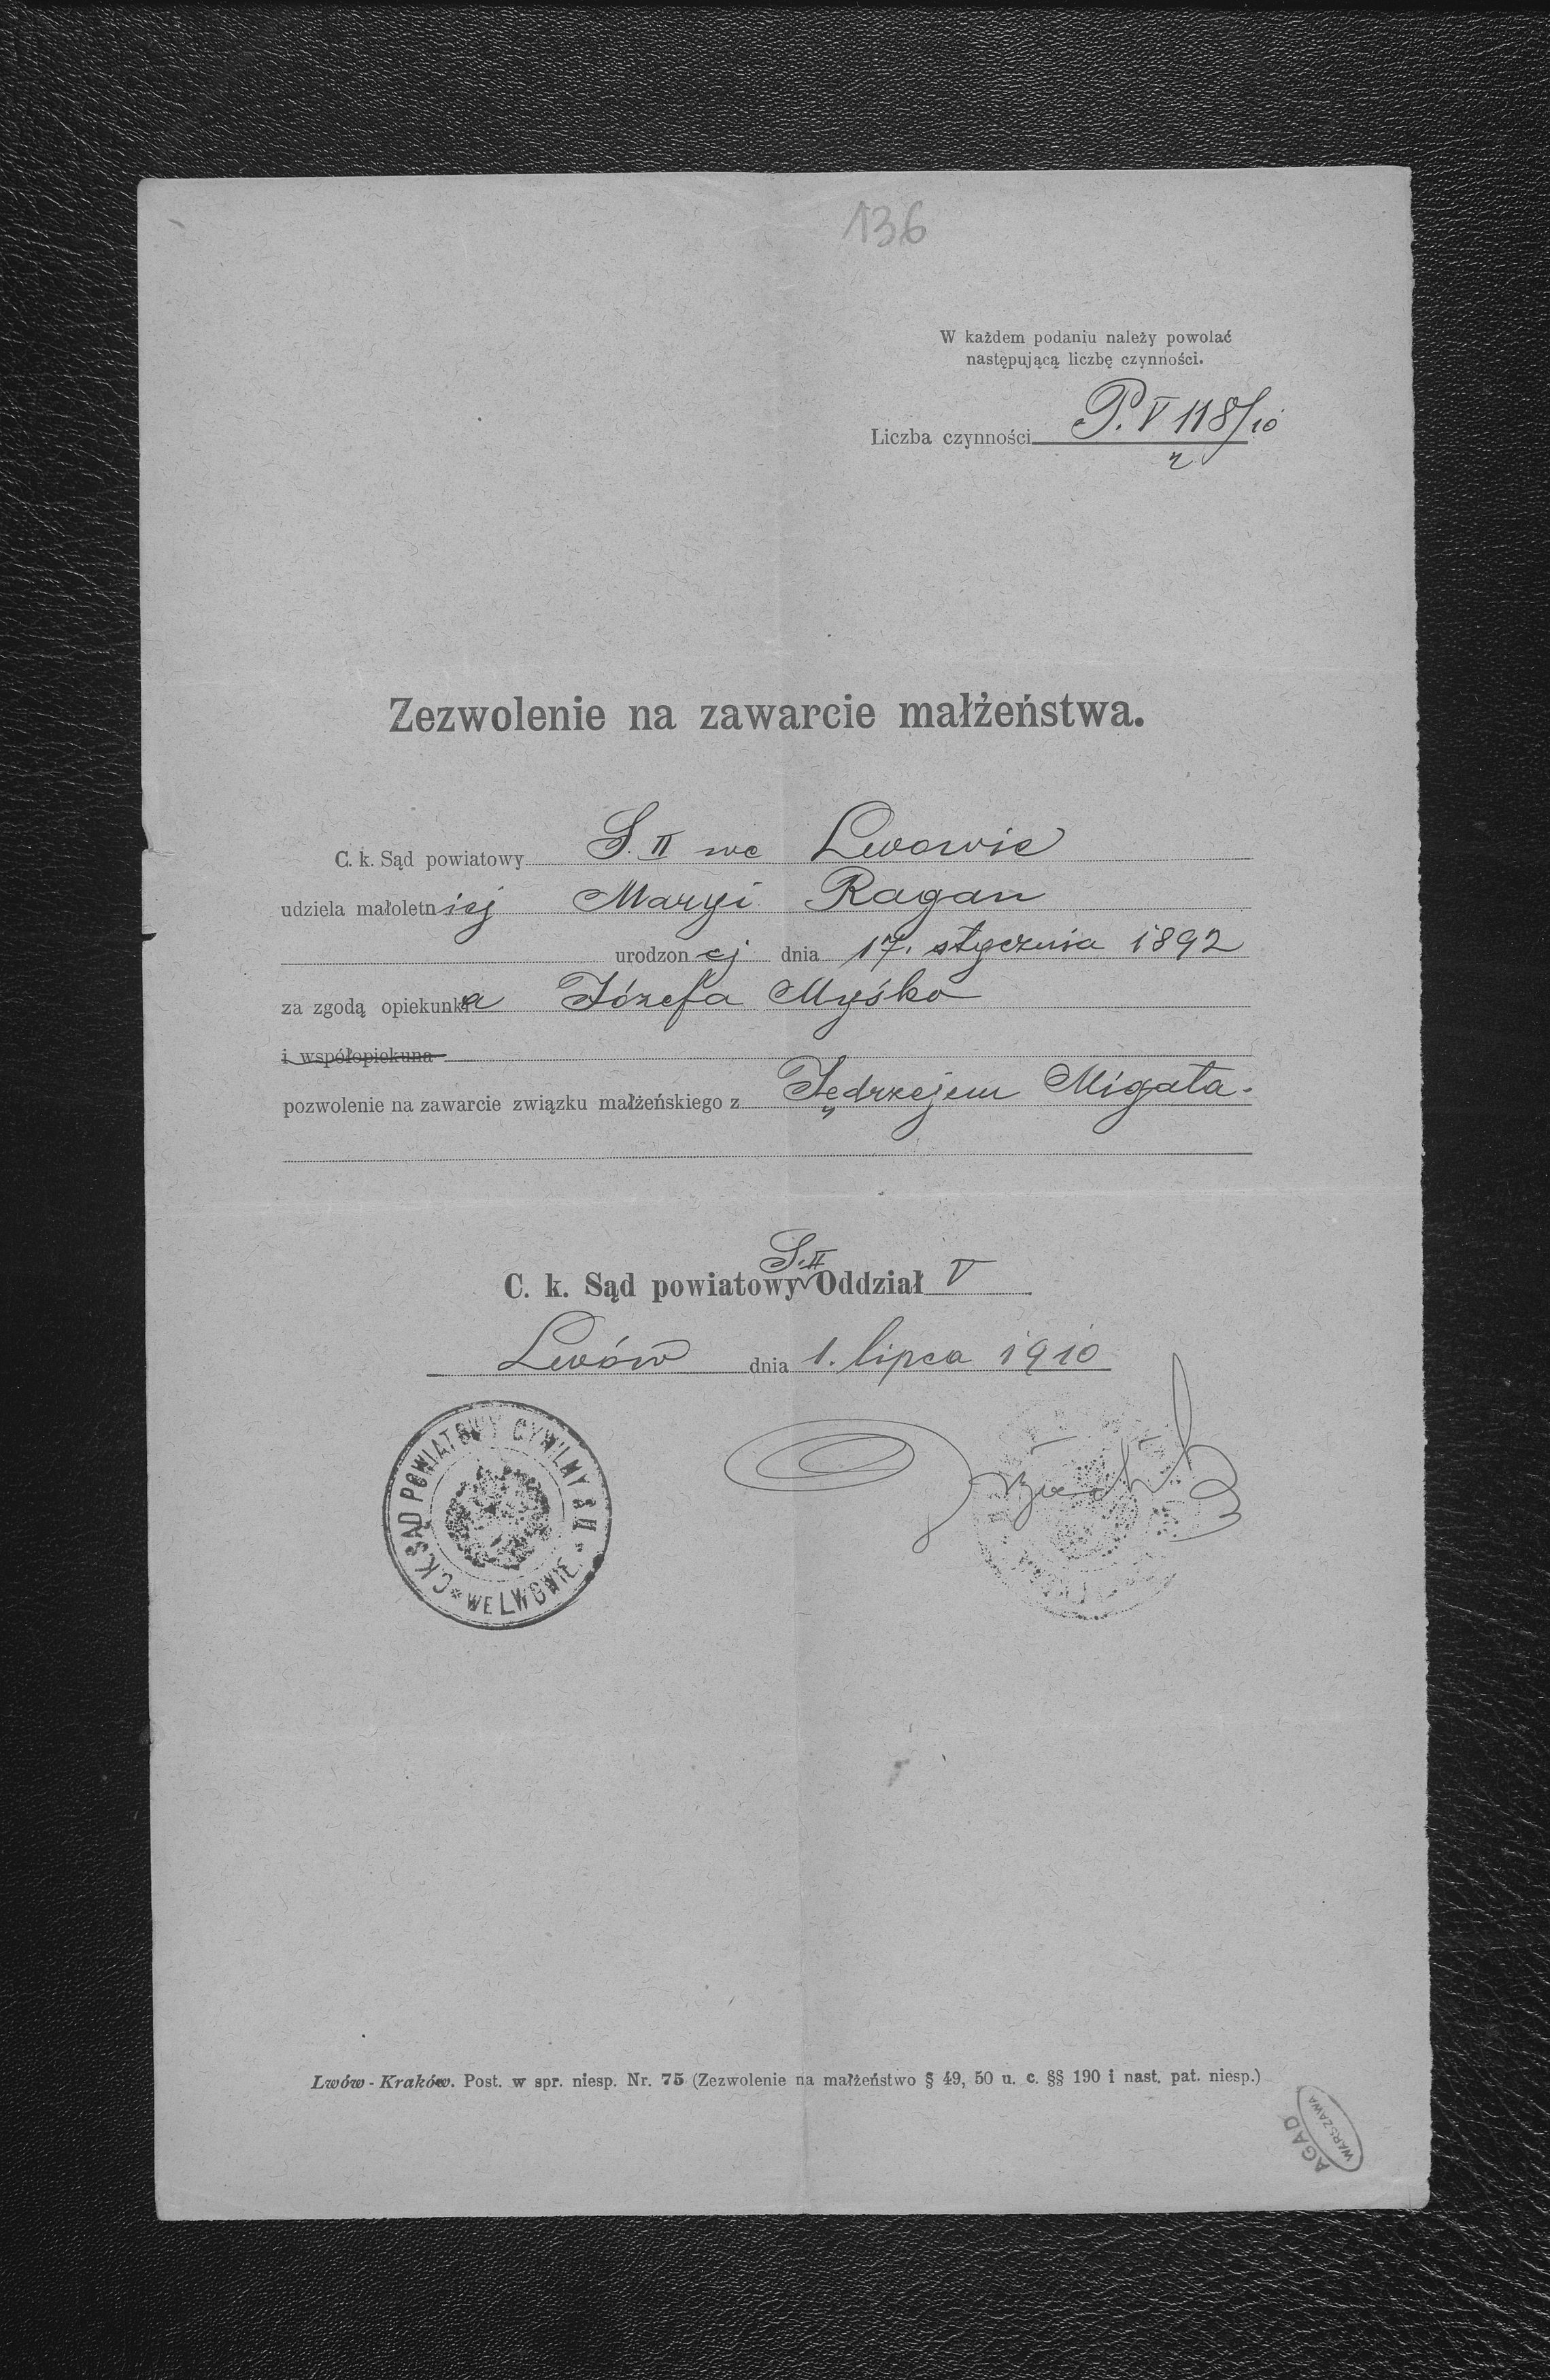 136
W każdem podaniu należy powołać
następującą liczbę czynności.
Liczba czynności P. V 118/10
2
Zezwolenie na zawarcie małżeństwa.
C. k. Sąd powiatowy S. II we Lwowie
udziela małoletniej Maryi Ragan
urodzonej dnia 17. stycznia 1892
za zgodą opiekuna Józefa Myśko
i współopiekuna
pozwolenie na zawarcie związku małżeńskiego z Jędrzejem Migała.
C. k. Sąd powiatowy S. II Oddział V
Lwów dnia 1. lipca 1910
C.K. SĄD POWIATOWY CYWILNY S. II. * WE LWOWIE *
Lwów - Kraków. Post. w spr. niesp. Nr. 75 (Zezwolenie na małżeństwo § 49, 50 u. c. §§ 190 i nast. pat. niesp.)
AGAD
WARSZAWA